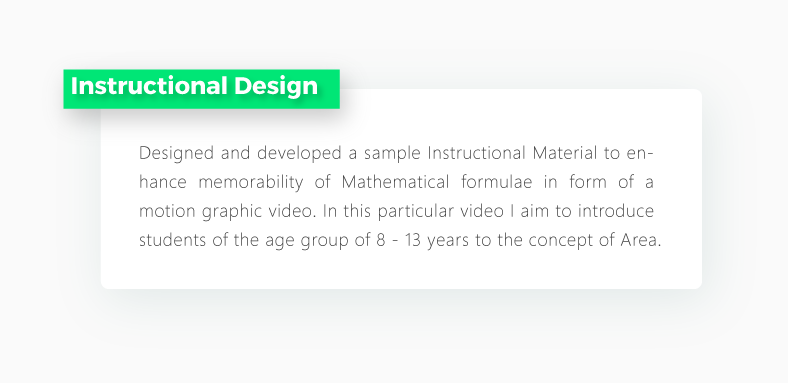 Instructional Design
Designed and developed a sample Instructional Material to en-
hance memorability of Mathematical formulae in form of a
motion graphic video. In this particular video I aim to introduce
students of the age group of 8 - 13 years to the concept of Area.